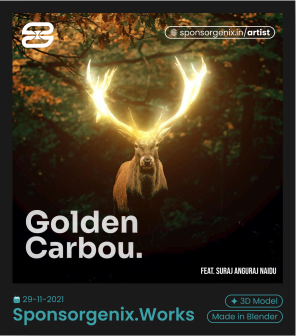 sponsorgenix.in/artist
Golden
Carbou.
FEAT. SURAJ ANGURAJ NAIDU
29-11-2021
3D Model
Sponsorgenix.Works
Made in Blender